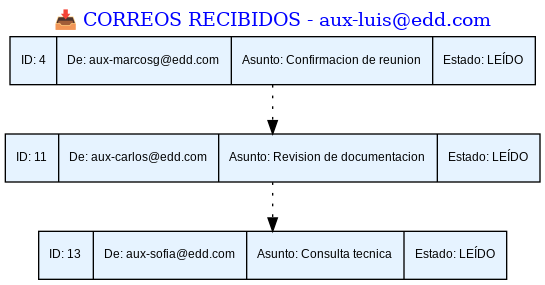 📥 CORREOS RECIBIDOS - aux-luis@edd.com
ID: 4 De: aux-marcosg@edd.com Asunto: Confirmacion de reunion Estado: LEÍDO
ID: 11 De: aux-carlos@edd.com Asunto: Revision de documentacion Estado: LEÍDO
ID: 13 De: aux-sofia@edd.com Asunto: Consulta tecnica Estado: LEÍDO